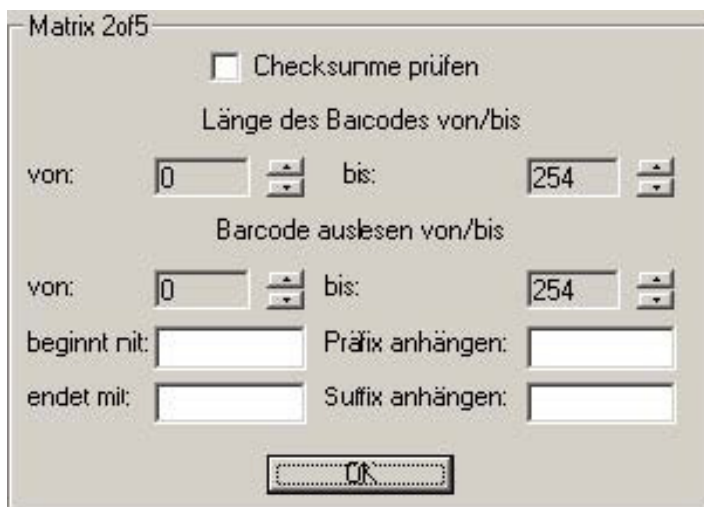 Matrix 2of5
Checksumme prüfen
Länge des Barcodes von/bis
von: 0 bis: 254
Barcode auslesen von/bis
von: 0 bis: 254
beginnt mit: Präfix anhängen:
endet mit: Suffix anhängen:
OK